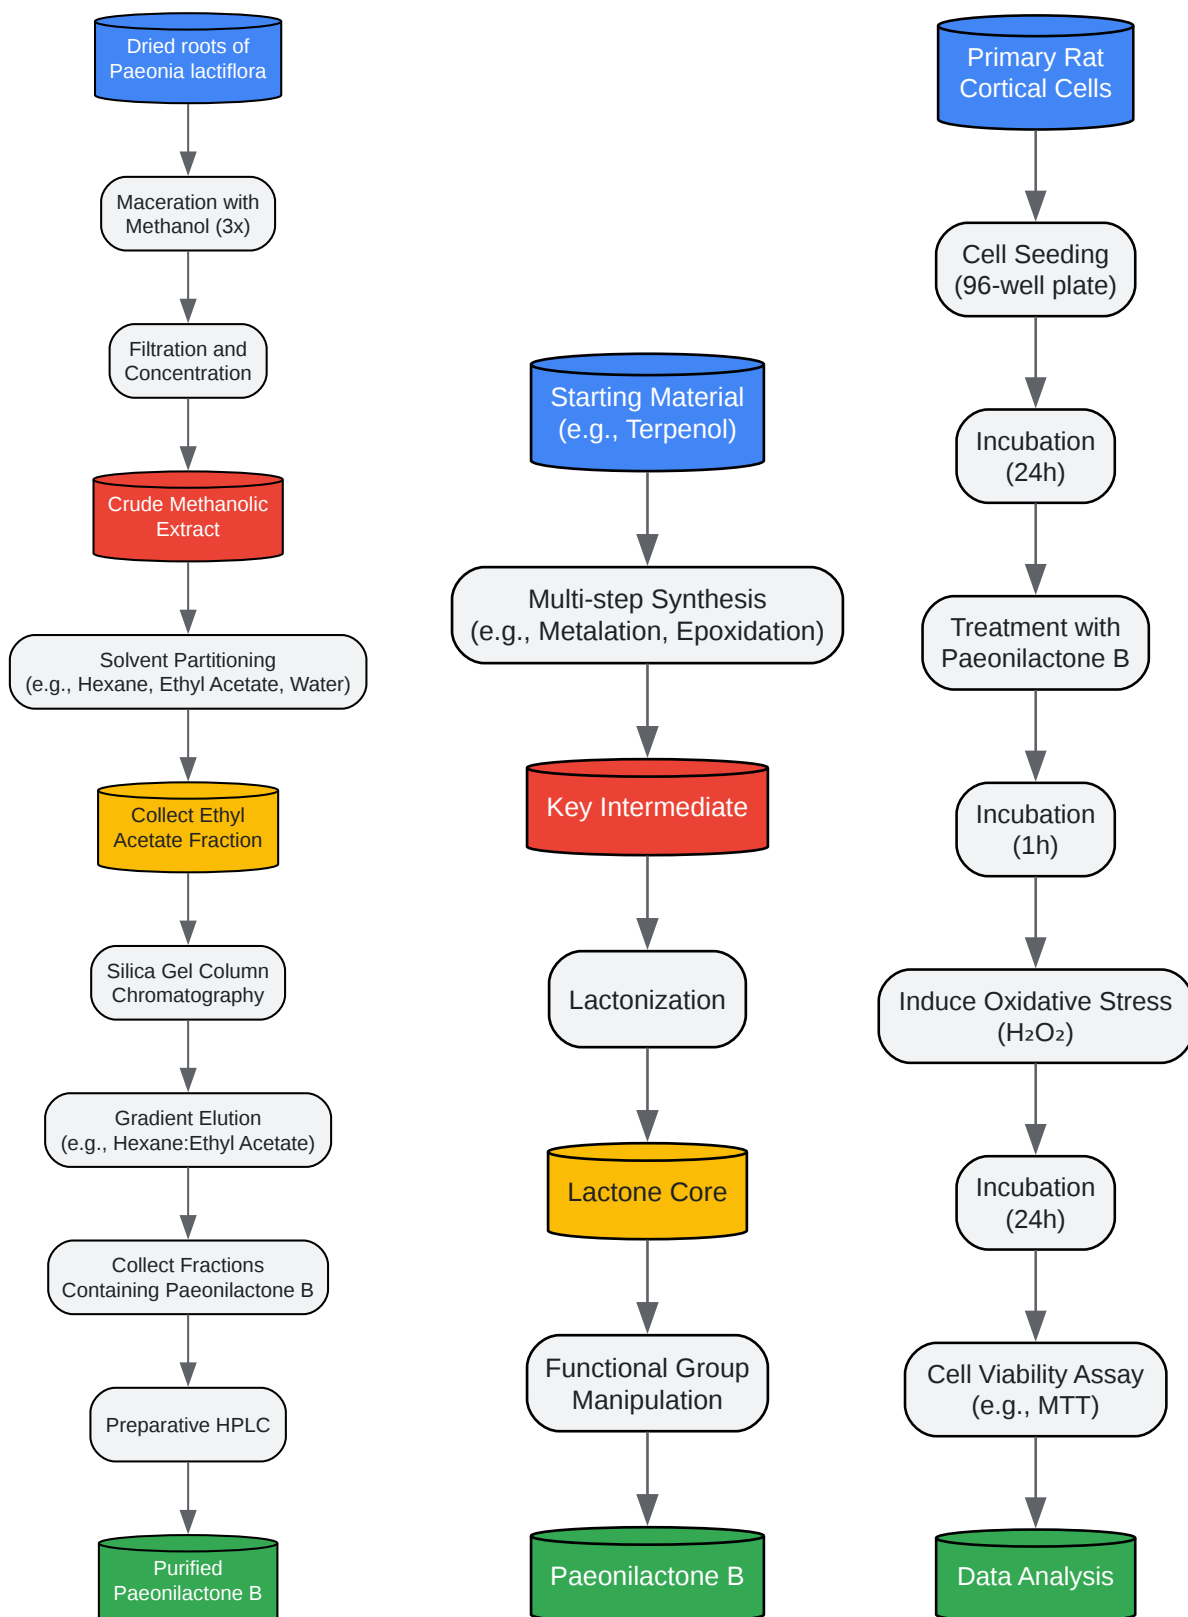 Dried roots of
Paeonia lactiflora
Maceration with
Methanol (3x)
Filtration and
Concentration
Crude Methanolic
Extract
Solvent Partitioning
(e.g., Hexane, Ethyl Acetate, Water)
Collect Ethyl
Acetate Fraction
Silica Gel Column
Chromatography
Gradient Elution
(e.g., Hexane:Ethyl Acetate)
Collect Fractions
Containing Paeonilactone B
Preparative HPLC
Purified
Paeonilactone B
Starting Material
(e.g., Terpenol)
Multi-step Synthesis
(e.g., Metalation, Epoxidation)
Key Intermediate
Lactonization
Lactone Core
Functional Group
Manipulation
Paeonilactone B
Primary Rat
Cortical Cells
Cell Seeding
(96-well plate)
Incubation
(24h)
Treatment with
Paeonilactone B
Incubation
(1h)
Induce Oxidative Stress
(H₂O₂)
Incubation
(24h)
Cell Viability Assay
(e.g., MTT)
Data Analysis